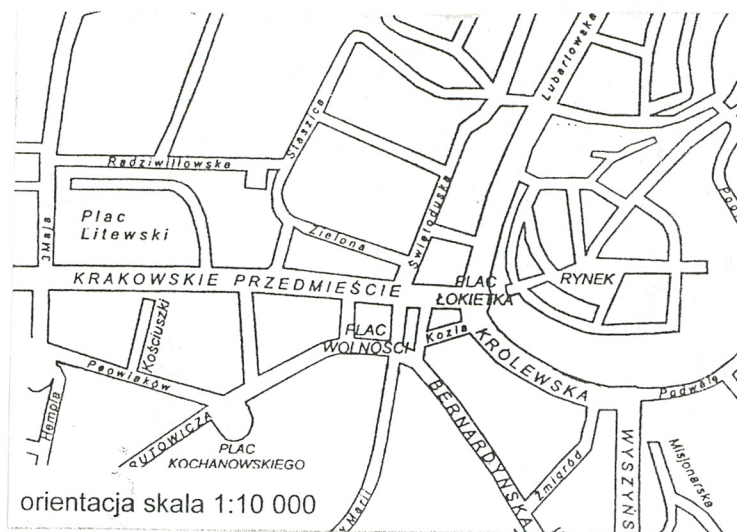 Lubartowska
Staszica
Radziwiłłowska
3 Maja
Plac
Litewski
Zielona
Świętoduska
KRAKOWSKIE PRZEDMIEŚCIE
PLAC
ŁOKIETKA
RYNEK
Kościuszki
PLAC
WOLNOŚCI
Kozia
KRÓLEWSKA
Peowiaków
Hempla
BERNARDYŃSKA
Podwale
PLAC
KOCHANOWSKIEGO
Żmigród
WYSZYŃS
Misjonarska
orientacja skala 1:10 000